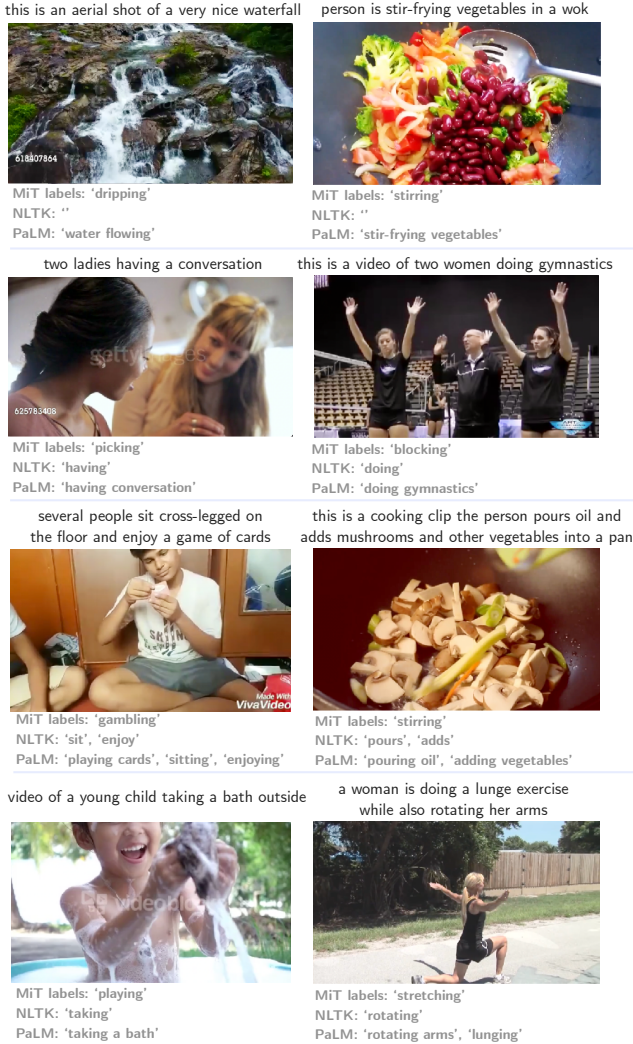 this is an aerial shot of a very nice waterfall
618407864
MiT labels: ‘dripping’
NLTK: ‘’
PaLM: ‘water flowing’
person is stir-frying vegetables in a wok
MiT labels: ‘stirring’
NLTK: ‘’
PaLM: ‘stir-frying vegetables’
two ladies having a conversation
gettyimages
625783408
MiT labels: ‘picking’
NLTK: ‘having’
PaLM: ‘having conversation’
this is a video of two women doing gymnastics
MiT labels: ‘blocking’
NLTK: ‘doing’
PaLM: ‘doing gymnastics’
several people sit cross-legged on
the floor and enjoy a game of cards
Made With
VivaVideo
MiT labels: ‘gambling’
NLTK: ‘sit’, ‘enjoy’
PaLM: ‘playing cards’, ‘sitting’, ‘enjoying’
this is a cooking clip the person pours oil and
adds mushrooms and other vegetables into a pan
MiT labels: ‘stirring’
NLTK: ‘pours’, ‘adds’
PaLM: ‘pouring oil’, ‘adding vegetables’
video of a young child taking a bath outside
MiT labels: ‘playing’
NLTK: ‘taking’
PaLM: ‘taking a bath’
a woman is doing a lunge exercise
while also rotating her arms
MiT labels: ‘stretching’
NLTK: ‘rotating’
PaLM: ‘rotating arms’, ‘lunging’